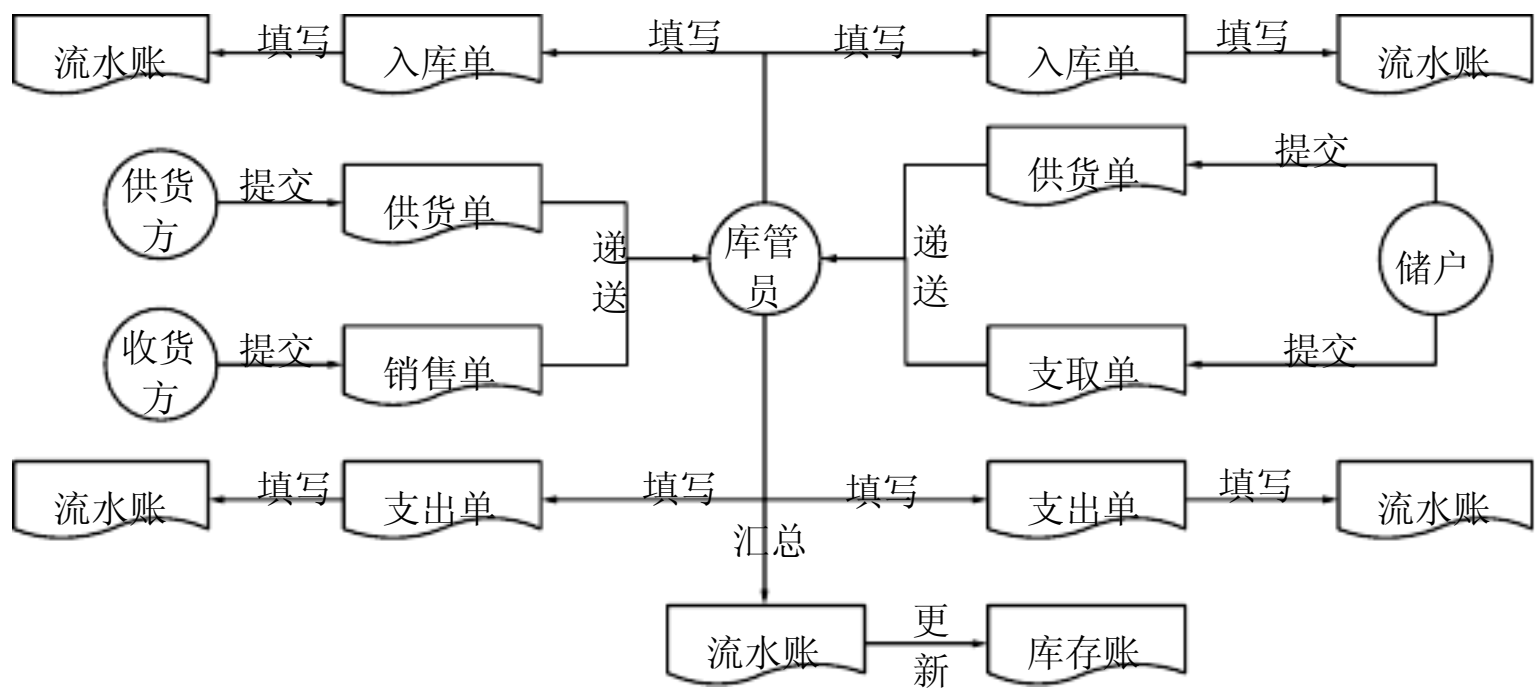 流水账
填写
入库单
填写
填写
入库单
填写
流水账
供货
方
提交
供货单
递
送
库管
员
递
送
供货单
提交
储户
收货
方
提交
销售单
支取单
提交
流水账
填写
支出单
填写
填写
支出单
填写
流水账
汇总
流水账
更
新
库存账